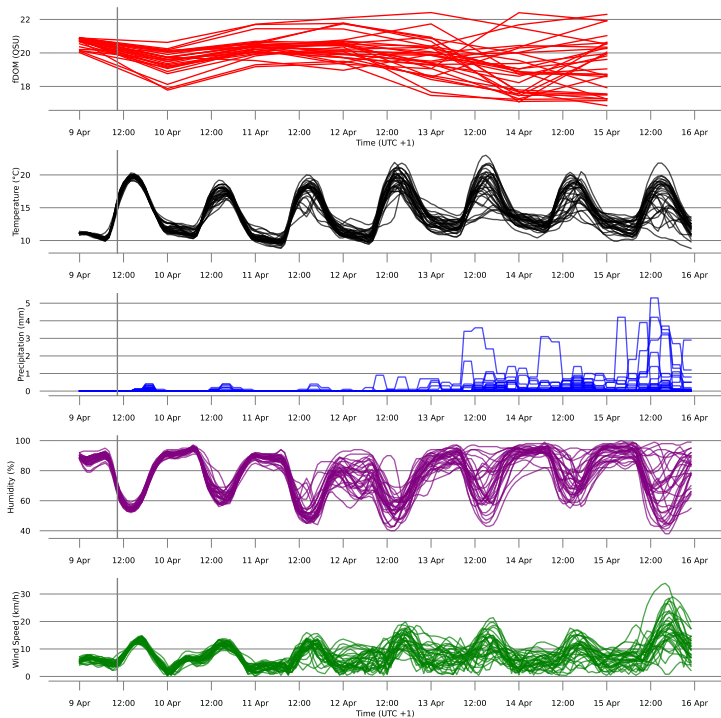 22
20
18
fDOM (QSU)
9 Apr 12:00 10 Apr 12:00 11 Apr 12:00 12 Apr 12:00 13 Apr 12:00 14 Apr 12:00 15 Apr 12:00 16 Apr
Time (UTC +1)
20
15
10
Temperature (°C)
9 Apr 12:00 10 Apr 12:00 11 Apr 12:00 12 Apr 12:00 13 Apr 12:00 14 Apr 12:00 15 Apr 12:00 16 Apr
5
4
3
2
1
0
Precipitation (mm)
9 Apr 12:00 10 Apr 12:00 11 Apr 12:00 12 Apr 12:00 13 Apr 12:00 14 Apr 12:00 15 Apr 12:00 16 Apr
100
80
60
40
Humidity (%)
9 Apr 12:00 10 Apr 12:00 11 Apr 12:00 12 Apr 12:00 13 Apr 12:00 14 Apr 12:00 15 Apr 12:00 16 Apr
30
20
10
0
Wind Speed (km/h)
9 Apr 12:00 10 Apr 12:00 11 Apr 12:00 12 Apr 12:00 13 Apr 12:00 14 Apr 12:00 15 Apr 12:00 16 Apr
Time (UTC +1)